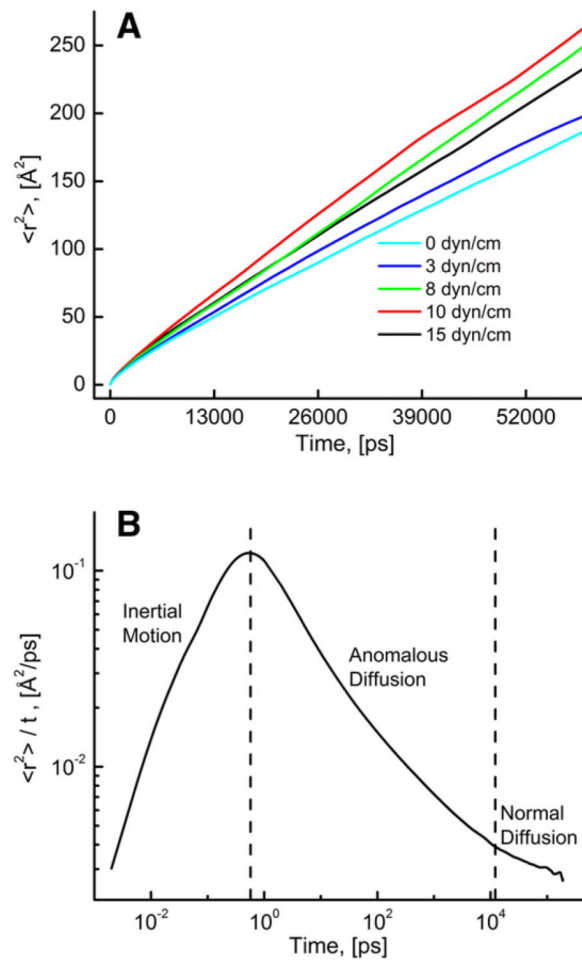 A
250
200
150
100
50
0
<r²>, [Å²]
0 dyn/cm
3 dyn/cm
8 dyn/cm
10 dyn/cm
15 dyn/cm
0 13000 26000 39000 52000
Time, [ps]
B
10⁻¹
10⁻²
<r²> / t , [Å²/ps]
Inertial
Motion
Anomalous
Diffusion
Normal
Diffusion
10⁻² 10⁰ 10² 10⁴
Time, [ps]